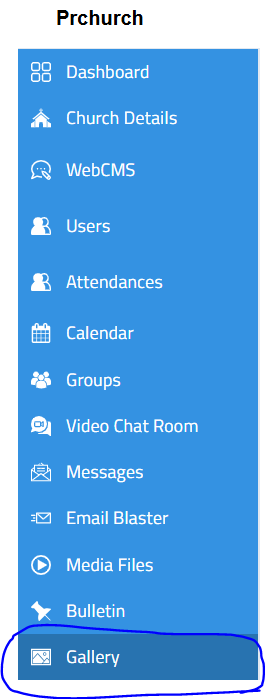 Prchurch
Dashboard
Church Details
WebCMS
Users
Attendances
Calendar
Groups
Video Chat Room
Messages
Email Blaster
Media Files
Bulletin
Gallery